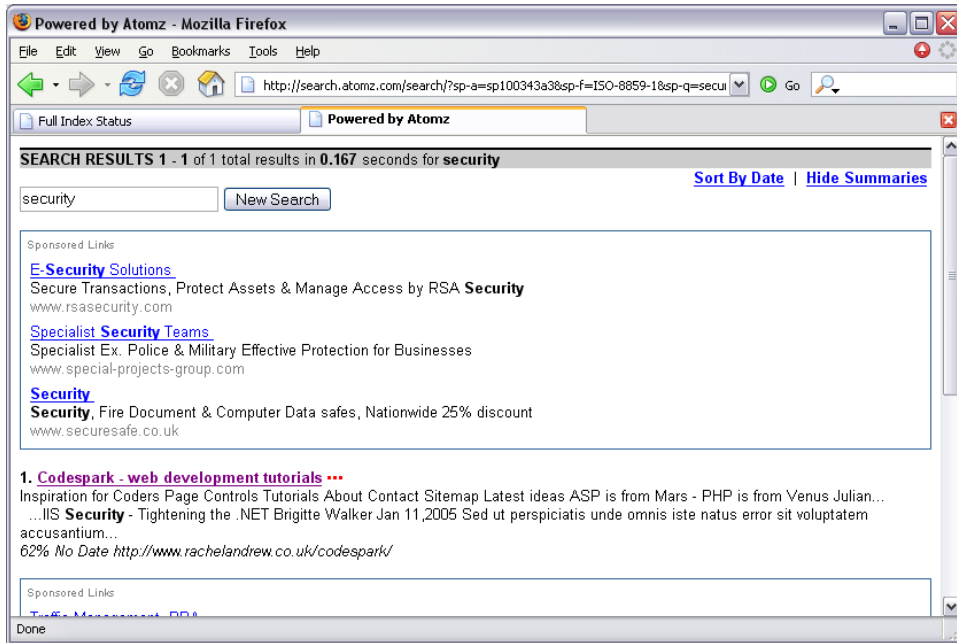 Powered by Atomz - Mozilla Firefox
File Edit View Go Bookmarks Tools Help
http://search.atomz.com/search/?sp-a=sp100343a38&sp-f=ISO-8859-1&sp-q=secui Go
Full Index Status Powered by Atomz
SEARCH RESULTS 1 - 1 of 1 total results in 0.167 seconds for security
Sort By Date | Hide Summaries
security New Search
Sponsored Links
E-Security Solutions
Secure Transactions, Protect Assets & Manage Access by RSA Security
www.rsasecurity.com
Specialist Security Teams
Specialist Ex. Police & Military Effective Protection for Businesses
www.special-projects-group.com
Security
Security, Fire Document & Computer Data safes, Nationwide 25% discount
www.securesafe.co.uk
1. Codespark - web development tutorials
Inspiration for Coders Page Controls Tutorials About Contact Sitemap Latest ideas ASP is from Mars - PHP is from Venus Julian...
...IIS Security - Tightening the .NET Brigitte Walker Jan 11,2005 Sed ut perspiciatis unde omnis iste natus error sit voluptatem
accusantium...
62% No Date http://www.rachelandrew.co.uk/codespark/
Sponsored Links
Traffic Management
Done